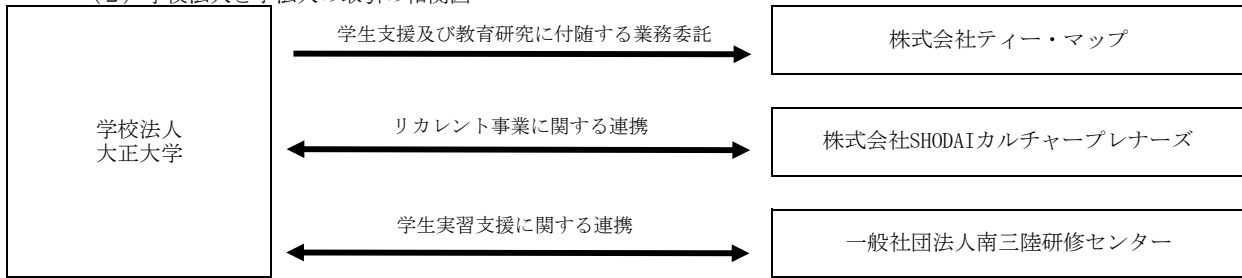 学生支援及び教育研究に付随する業務委託
株式会社ティー・マップ
学校法人
大正大学
リカレント事業に関する連携
株式会社SHODAIカルチャープレナーズ
学生実習支援に関する連携
一般社団法人南三陸研修センター